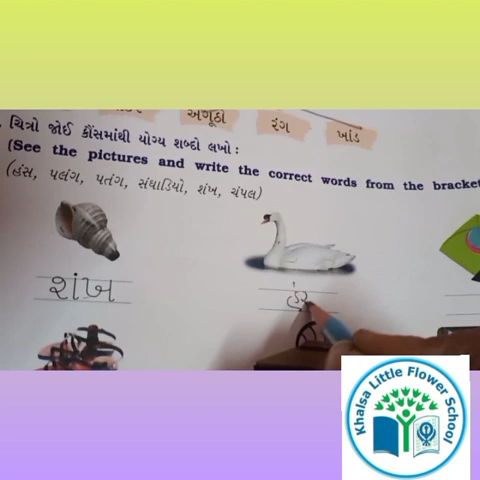 અંગૂઠો
રંગ
ખાંડ
ચિત્રો જોઈ કૌંસમાંથી યોગ્ય શબ્દો લખો :
(See the pictures and write the correct words from the bracket
(હંસ, પલંગ, પતંગ, સંઘાડિયો, શંખ, ચંપલ)
શંખ
હંસ
Khalsa Little Flower School